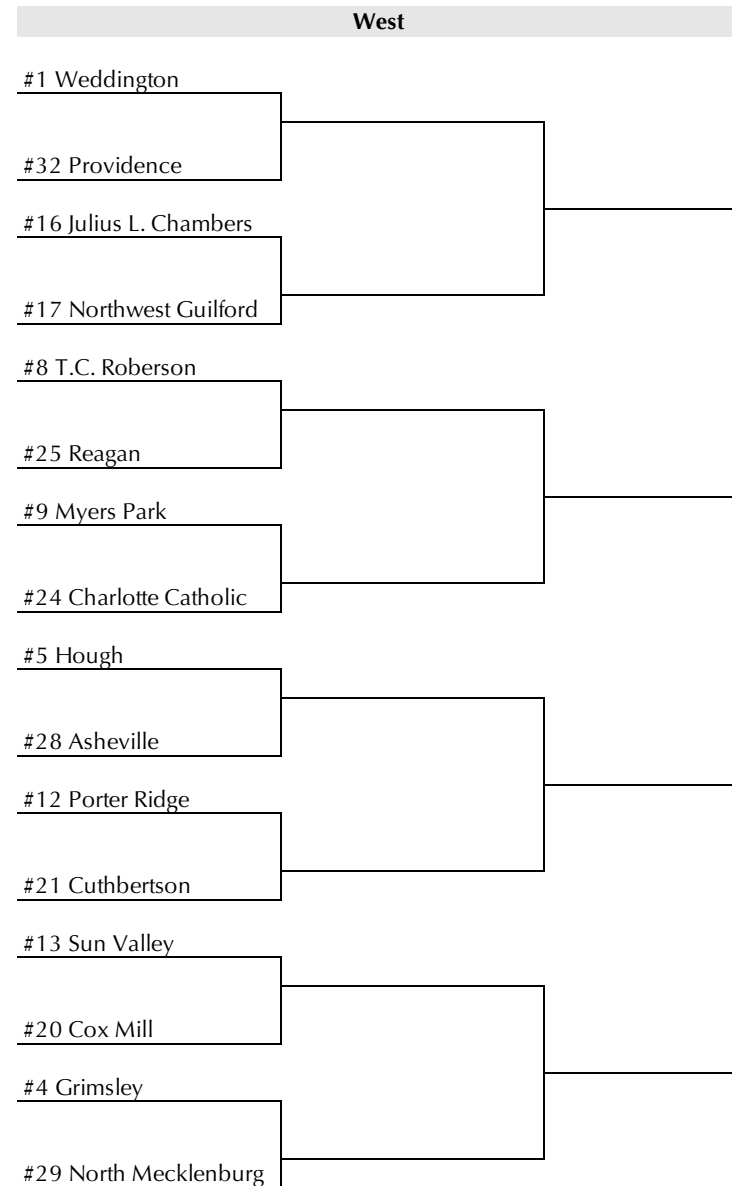 West
#1 Weddington
#32 Providence
#16 Julius L. Chambers
#17 Northwest Guilford
#8 T.C. Roberson
#25 Reagan
#9 Myers Park
#24 Charlotte Catholic
#5 Hough
#28 Asheville
#12 Porter Ridge
#21 Cuthbertson
#13 Sun Valley
#20 Cox Mill
#4 Grimsley
#29 North Mecklenburg